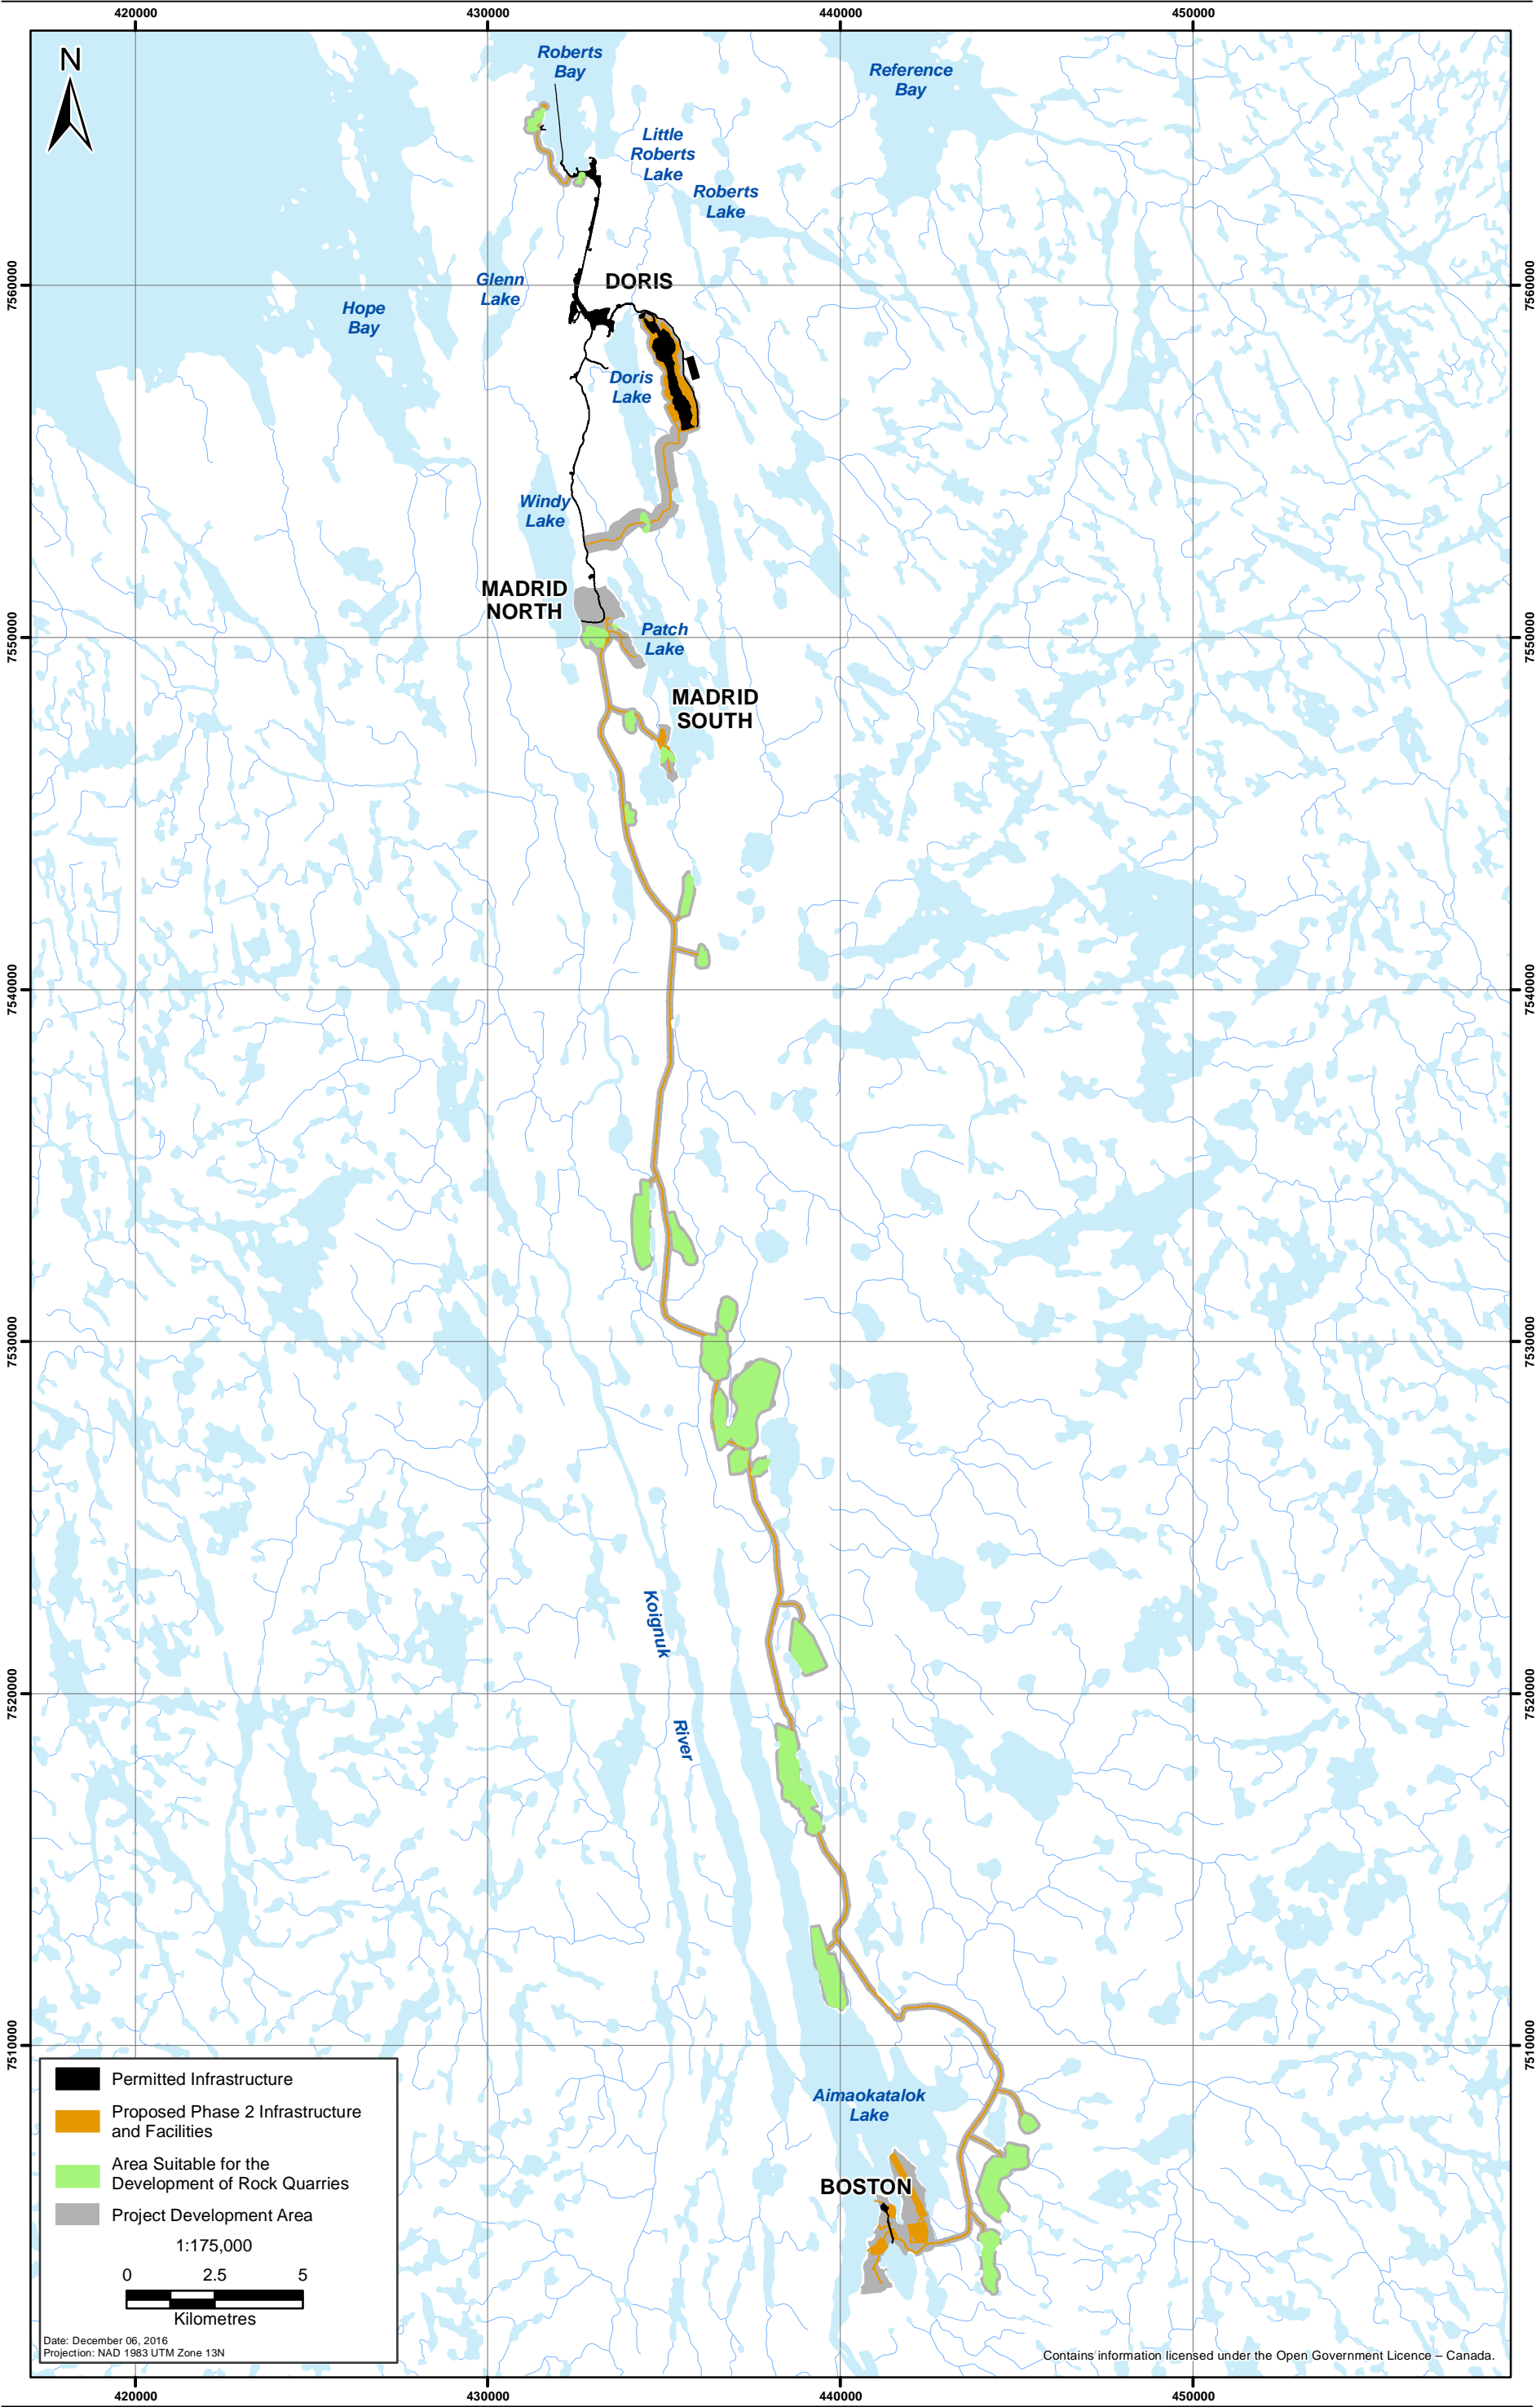 420000
430000
440000
450000
N
Roberts
Bay
Reference
Bay
Little
Roberts
Lake
Roberts
Lake
7560000
7560000
Glenn
Lake
DORIS
Hope
Bay
Doris
Lake
Windy
Lake
MADRID
NORTH
Patch
Lake
7550000
7550000
MADRID
SOUTH
7540000
7540000
7530000
7530000
Koignuk
River
7520000
7520000
7510000
7510000
Aimaokatalok
Lake
BOSTON
Permitted Infrastructure
Proposed Phase 2 Infrastructure
and Facilities
Area Suitable for the
Development of Rock Quarries
Project Development Area
1:175,000
0 2.5 5
Kilometres
Date: December 06, 2016
Projection: NAD 1983 UTM Zone 13N
Contains information licensed under the Open Government Licence – Canada.
420000
430000
440000
450000